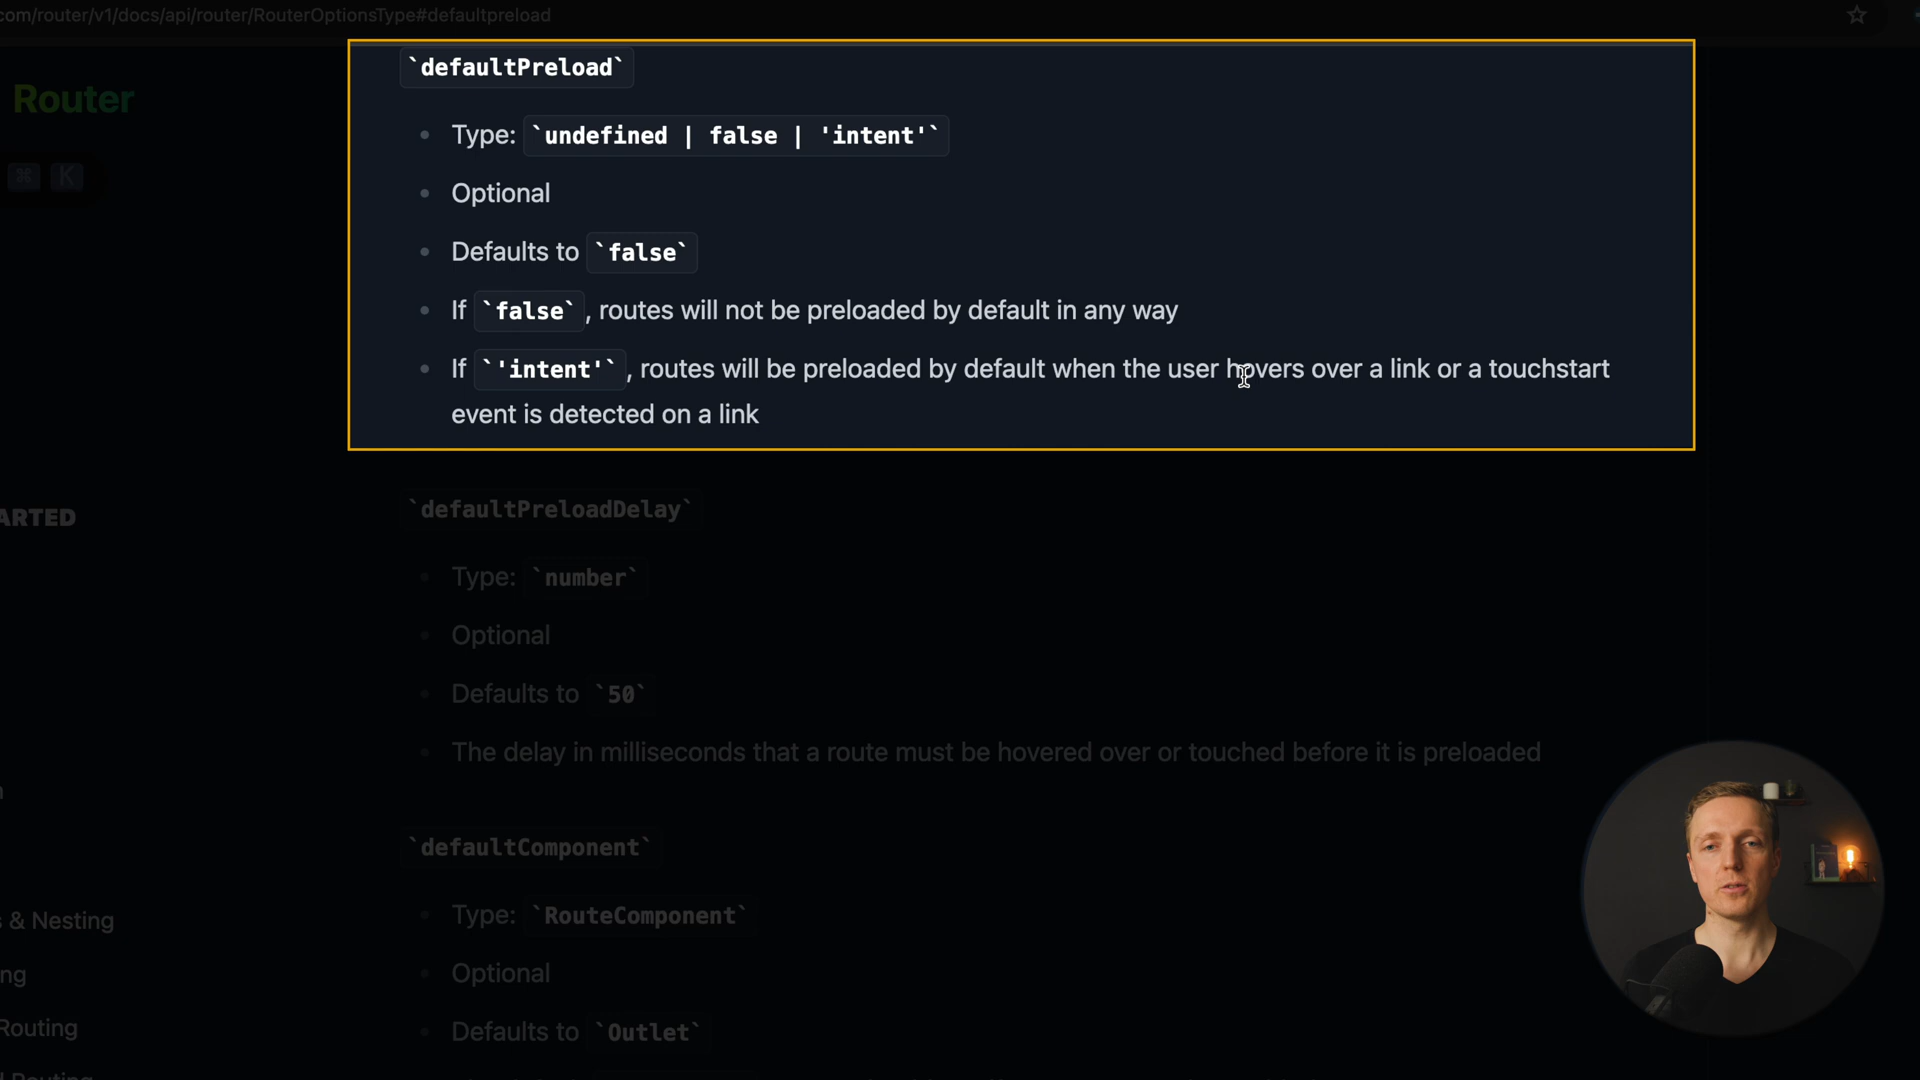 com/router/v1/docs/api/router/RouterOptionsType#defaultpreload
Router
⌘ K
ARTED
s & Nesting
ng
Routing
`defaultPreload`
Type: `undefined | false | 'intent'`
Optional
Defaults to `false`
If `false`, routes will not be preloaded by default in any way
If `'intent'`, routes will be preloaded by default when the user hovers over a link or a touchstart
event is detected on a link
`defaultPreloadDelay`
Type: `number`
Optional
Defaults to `50`
The delay in milliseconds that a route must be hovered over or touched before it is preloaded
`defaultComponent`
Type: `RouteComponent`
Optional
Defaults to `Outlet`